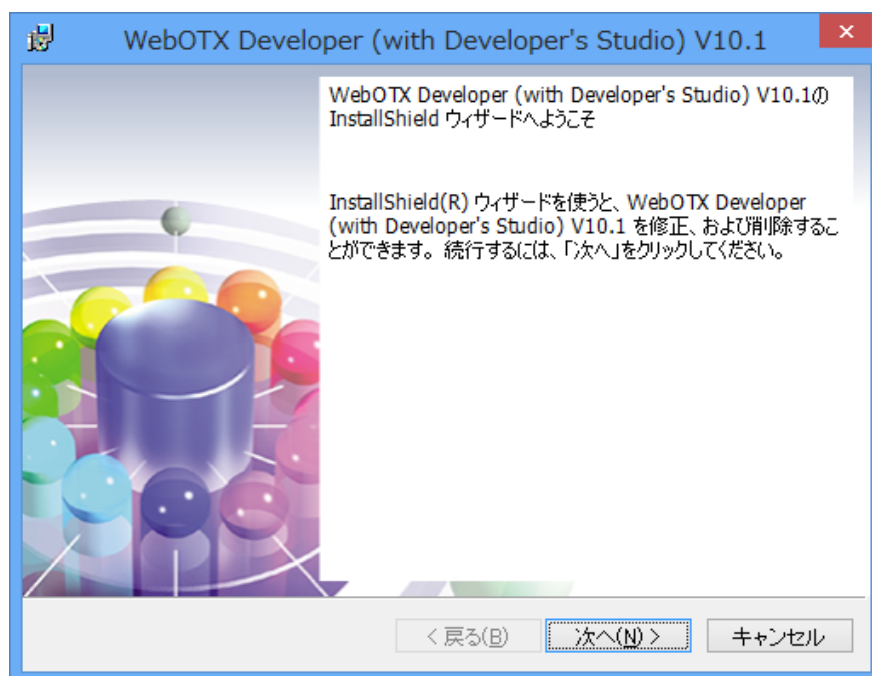 WebOTX Developer (with Developer's Studio) V10.1
×
WebOTX Developer (with Developer's Studio) V10.1の
InstallShield ウィザードへようこそ
InstallShield(R) ウィザードを使うと、WebOTX Developer
(with Developer's Studio) V10.1 を修正、および削除するこ
とができます。続行するには、「次へ」をクリックしてください。
< 戻る(B)
次へ(N) >
キャンセル